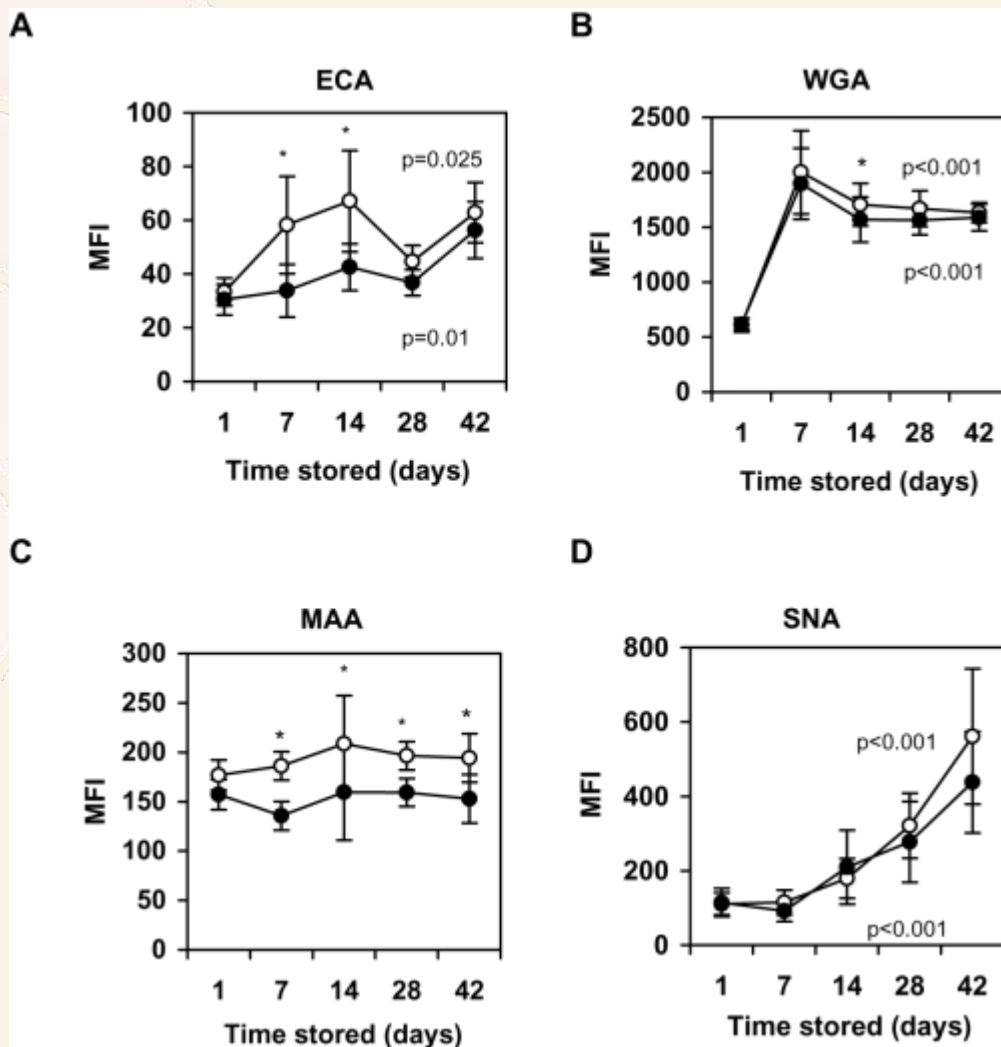 A
ECA
100
80
60
40
20
0
MFI
*
*
p=0.025
p=0.01
1 7 14 28 42
Time stored (days)
B
WGA
2500
2000
1500
1000
500
0
MFI
*
p<0.001
p<0.001
1 7 14 28 42
Time stored (days)
C
MAA
300
250
200
150
100
50
0
MFI
*
*
*
*
1 7 14 28 42
Time stored (days)
D
SNA
800
600
400
200
0
MFI
p<0.001
p<0.001
1 7 14 28 42
Time stored (days)